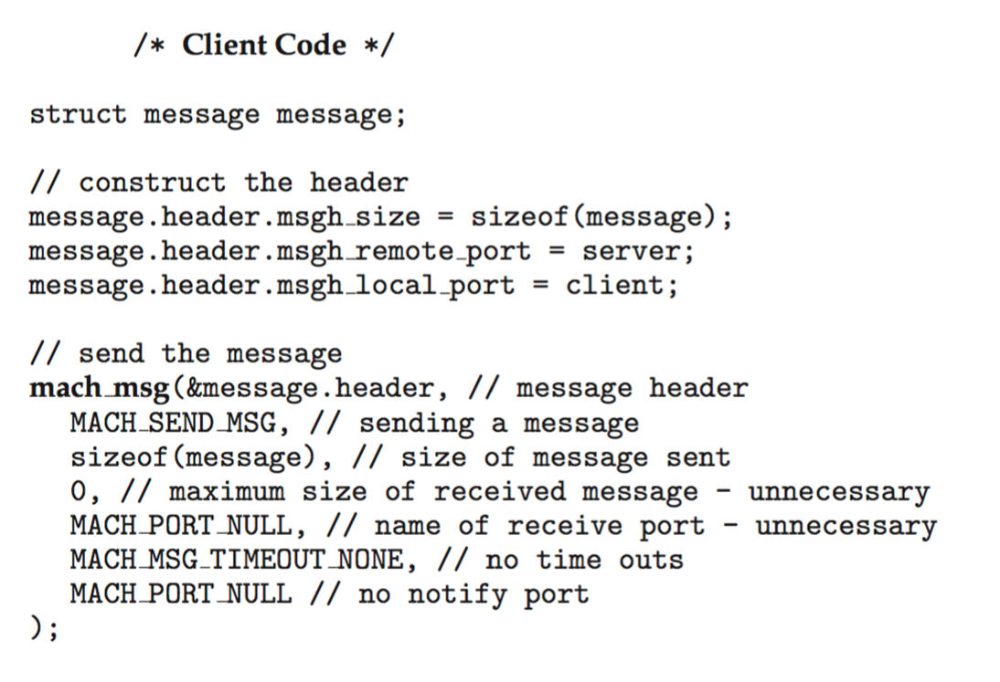 /* Client Code */
struct message message;
// construct the header
message.header.msgh_size = sizeof(message);
message.header.msgh_remote_port = server;
message.header.msgh_local_port = client;
// send the message
mach_msg(&message.header, // message header
MACH_SEND_MSG, // sending a message
sizeof(message), // size of message sent
0, // maximum size of received message - unnecessary
MACH_PORT_NULL, // name of receive port - unnecessary
MACH_MSG_TIMEOUT_NONE, // no time outs
MACH_PORT_NULL // no notify port
);